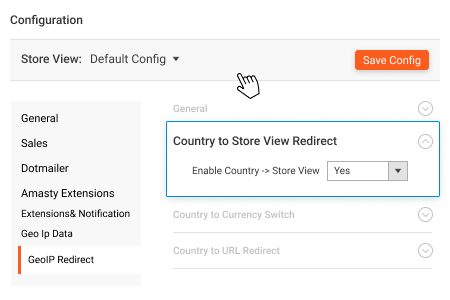 Configuration
Store View: Default Config
Save Config
General
Sales
Dotmailer
Amasty Extensions
Extensions& Notification
Geo Ip Data
GeoIP Redirect
General
Country to Store View Redirect
Enable Country -> Store View Yes
Country to Currency Switch
Country to URL Redirect